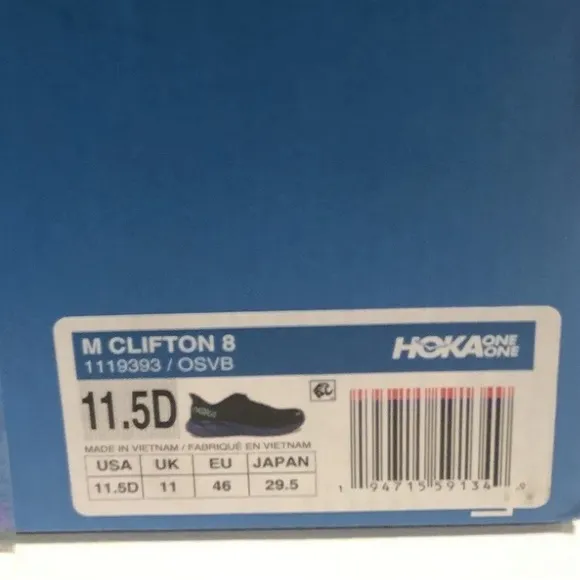 M CLIFTON 8
1119393 / OSVB
HOKA ONE ONE
11.5D
MADE IN VIETNAM / FABRIQUÉ EN VIETNAM
USA UK EU JAPAN
11.5D 11 46 29.5
1 94715 59134 9